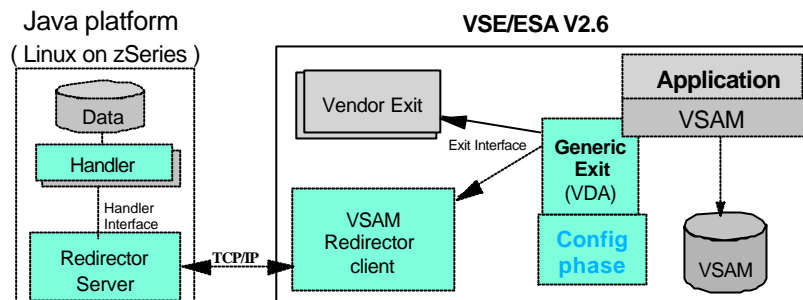 Java platform
( Linux on zSeries)
Data
Handler
Handler
Interface
Redirector
Server
TCP/IP
VSE/ESA V2.6
Vendor Exit
Exit Interface
VSAM
Redirector
client
Generic
Exit
(VDA)
Config
phase
Application
VSAM
VSAM